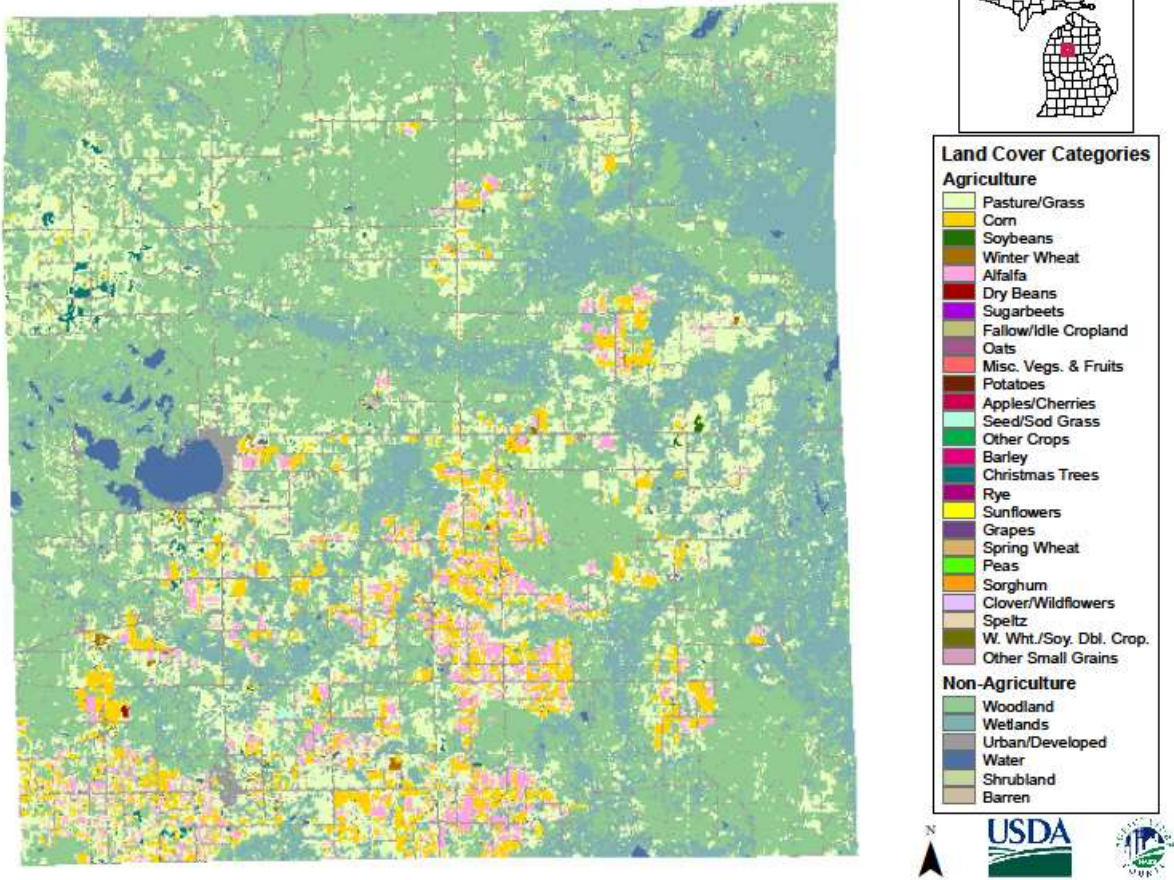 Land Cover Categories
Agriculture
Pasture/Grass
Corn
Soybeans
Winter Wheat
Alfalfa
Dry Beans
Sugarbeets
Fallow/Idle Cropland
Oats
Misc. Vegs. & Fruits
Potatoes
Apples/Cherries
Seed/Sod Grass
Other Crops
Barley
Christmas Trees
Rye
Sunflowers
Grapes
Spring Wheat
Peas
Sorghum
Clover/Wildflowers
Speltz
W. Wht./Soy. Dbl. Crop.
Other Small Grains
Non-Agriculture
Woodland
Wetlands
Urban/Developed
Water
Shrubland
Barren
N
USDA